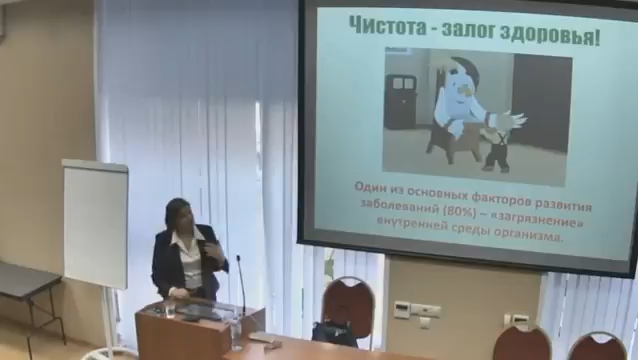 Чистота - залог здоровья!
Один из основных факторов развития
заболеваний (80%) – «загрязнение»
внутренней среды организма.